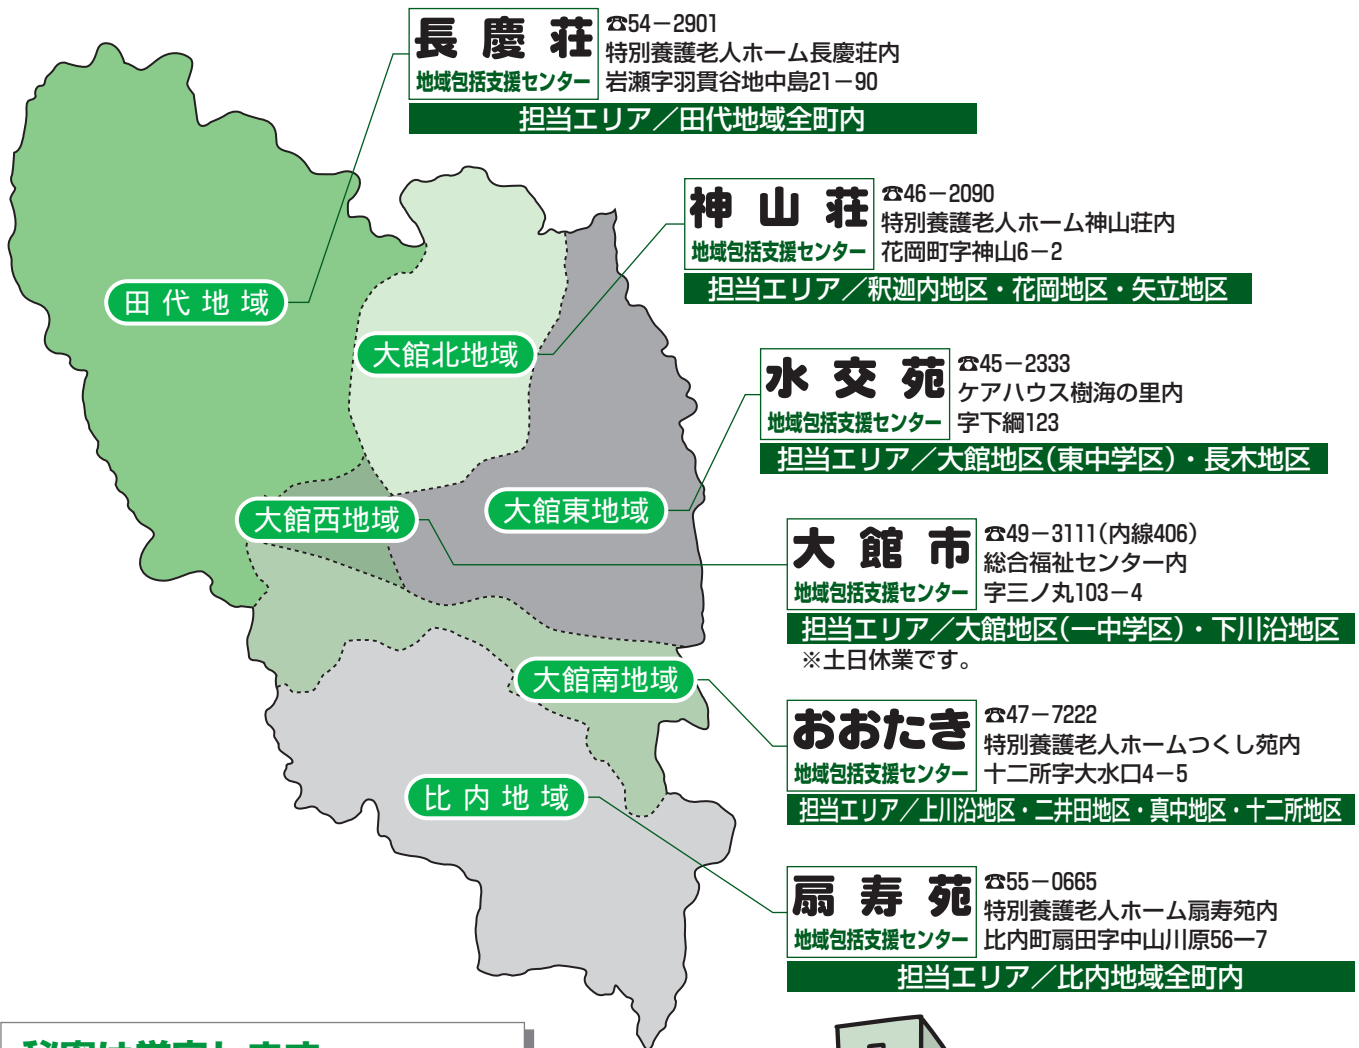 長慶荘
地域包括支援センター
☎54－2901
特別養護老人ホーム長慶荘内
岩瀬字羽貫谷地中島21－90
担当エリア／田代地域全町内
神山荘
地域包括支援センター
☎46－2090
特別養護老人ホーム神山荘内
花岡町字神山6－2
担当エリア／釈迦内地区・花岡地区・矢立地区
水交苑
地域包括支援センター
☎45－2333
ケアハウス樹海の里内
字下綱123
担当エリア／大館地区（東中学区）・長木地区
大館市
地域包括支援センター
☎49－3111（内線406）
総合福祉センター内
字三ノ丸103－4
担当エリア／大館地区（一中学区）・下川沿地区
※土日休業です。
おおたき
地域包括支援センター
☎47－7222
特別養護老人ホームつくし苑内
十二所字大水口4－5
担当エリア／上川沿地区・二井田地区・真中地区・十二所地区
扇寿苑
地域包括支援センター
☎55－0665
特別養護老人ホーム扇寿苑内
比内町扇田字中山川原56ー7
担当エリア／比内地域全町内
田代地域
大館北地域
大館西地域
大館東地域
大館南地域
比内地域